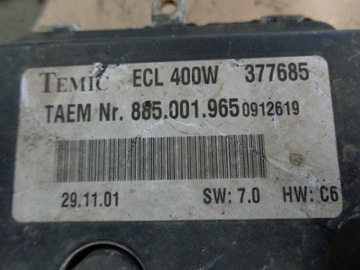 TEMIC ECL 400W 377685
TAEM Nr. 885.001.965 0912619
29.11.01 SW: 7.0 HW: C6